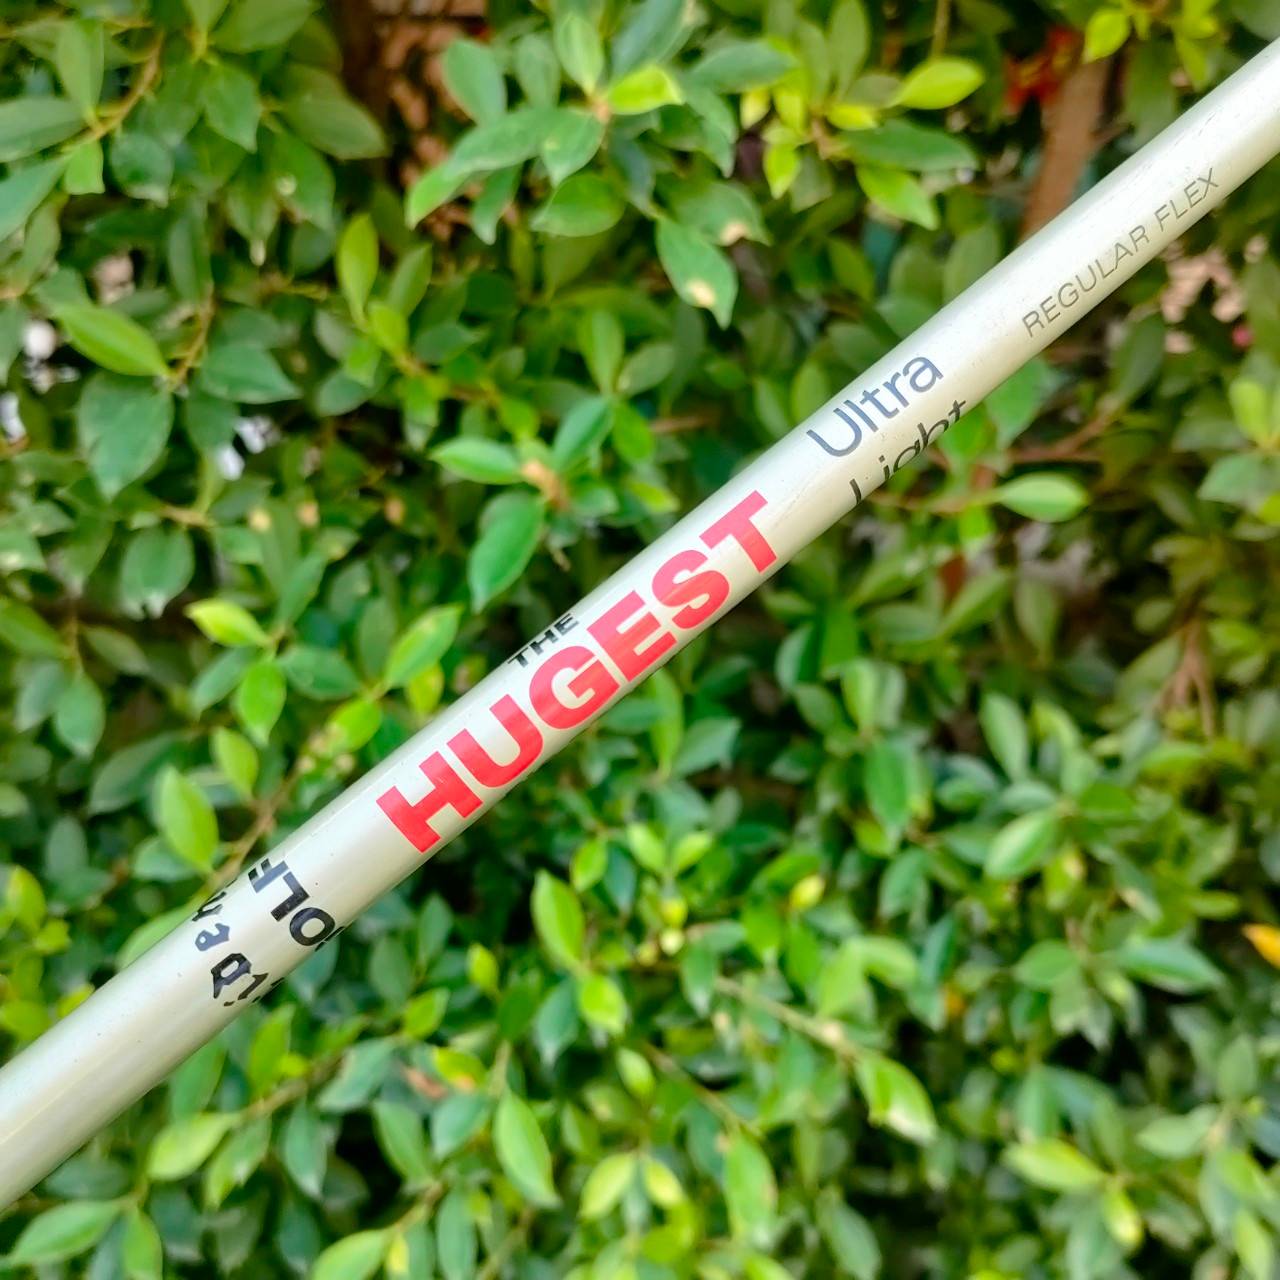 THE
HUGEST
Ultra
Light
REGULAR FLEX